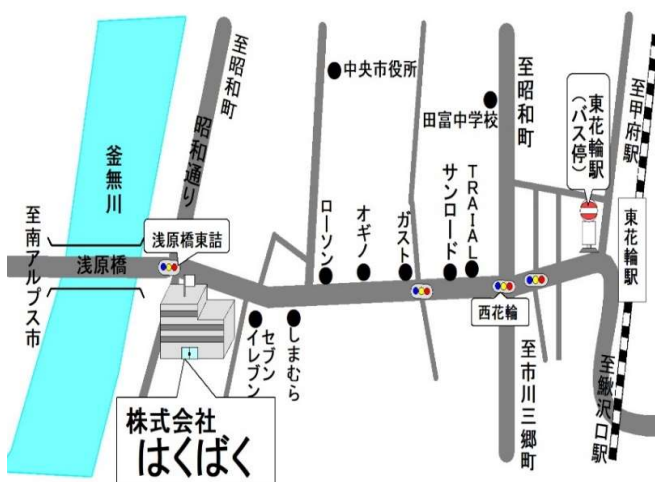 至南アルプス市
釜無川
浅原橋
至昭和町
昭和通り
浅原橋東詰
株式会社
はくばく
セブン
イレブン
しまむら
ローソン
中央市役所
オギノ
ガスト
サンロード
TRAIAL
田富中学校
至昭和町
西花輪
至市川三郷町
東花輪駅
(バス停)
至甲府駅
東花輪駅
至鰍沢口駅